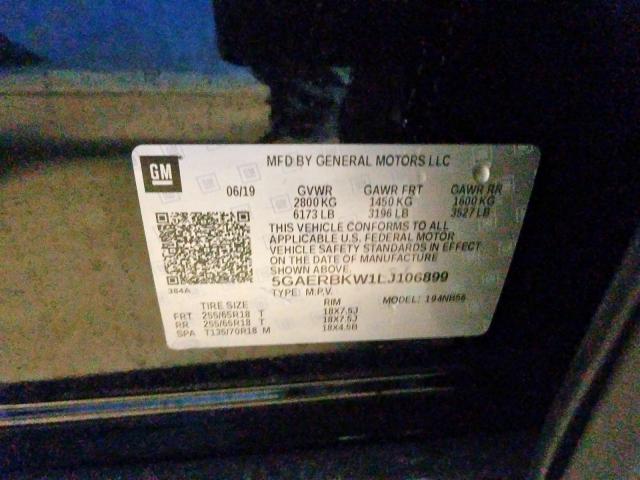 GM
MFD BY GENERAL MOTORS LLC
06/19 GVWR GAWR FRT GAWR RR
2800 KG 1450 KG 1600 KG
6173 LB 3196 LB 3527 LB
THIS VEHICLE CONFORMS TO ALL
APPLICABLE U.S. FEDERAL MOTOR
VEHICLE SAFETY STANDARDS IN EFFECT
ON THE DATE OF MANUFACTURE
SHOWN ABOVE.
5GAERBKW1LJ106899
384A
TYPE: M.P.V. MODEL: 194NB56
TIRE SIZE RIM
FRT 255/65R18 T 18X7.5J
RR 255/65R18 T 18X7.5J
SPA T135/70R18 M 18X4.5B